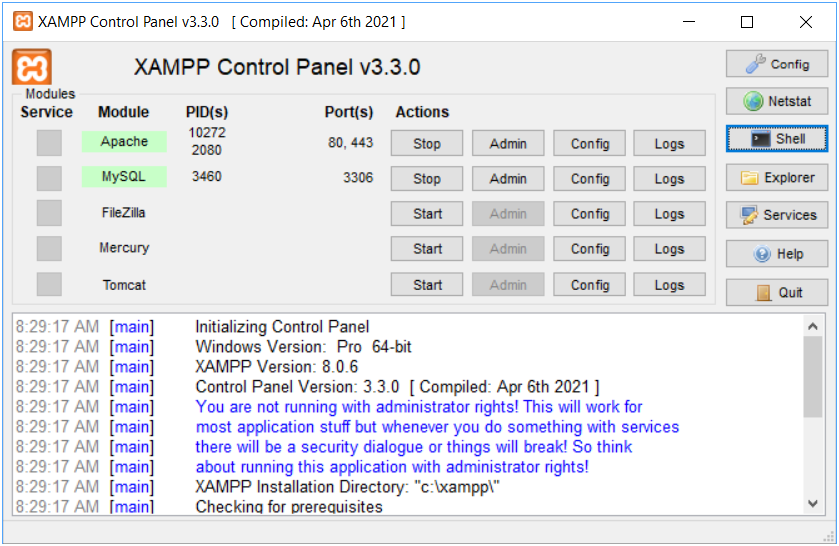 XAMPP Control Panel v3.3.0 [ Compiled: Apr 6th 2021 ]
XAMPP Control Panel v3.3.0
Config
Modules
Service Module PID(s) Port(s) Actions
Netstat
Apache 10272 2080 80, 443 Stop Admin Config Logs
Shell
MySQL 3460 3306 Stop Admin Config Logs
Explorer
FileZilla Start Admin Config Logs
Services
Mercury Start Admin Config Logs
Help
Tomcat Start Admin Config Logs
Quit
8:29:17 AM [main] Initializing Control Panel
8:29:17 AM [main] Windows Version: Pro 64-bit
8:29:17 AM [main] XAMPP Version: 8.0.6
8:29:17 AM [main] Control Panel Version: 3.3.0 [ Compiled: Apr 6th 2021 ]
8:29:17 AM [main] You are not running with administrator rights! This will work for
8:29:17 AM [main] most application stuff but whenever you do something with services
8:29:17 AM [main] there will be a security dialogue or things will break! So think
8:29:17 AM [main] about running this application with administrator rights!
8:29:17 AM [main] XAMPP Installation Directory: "c:\xampp\"
8:29:17 AM [main] Checking for prerequisites